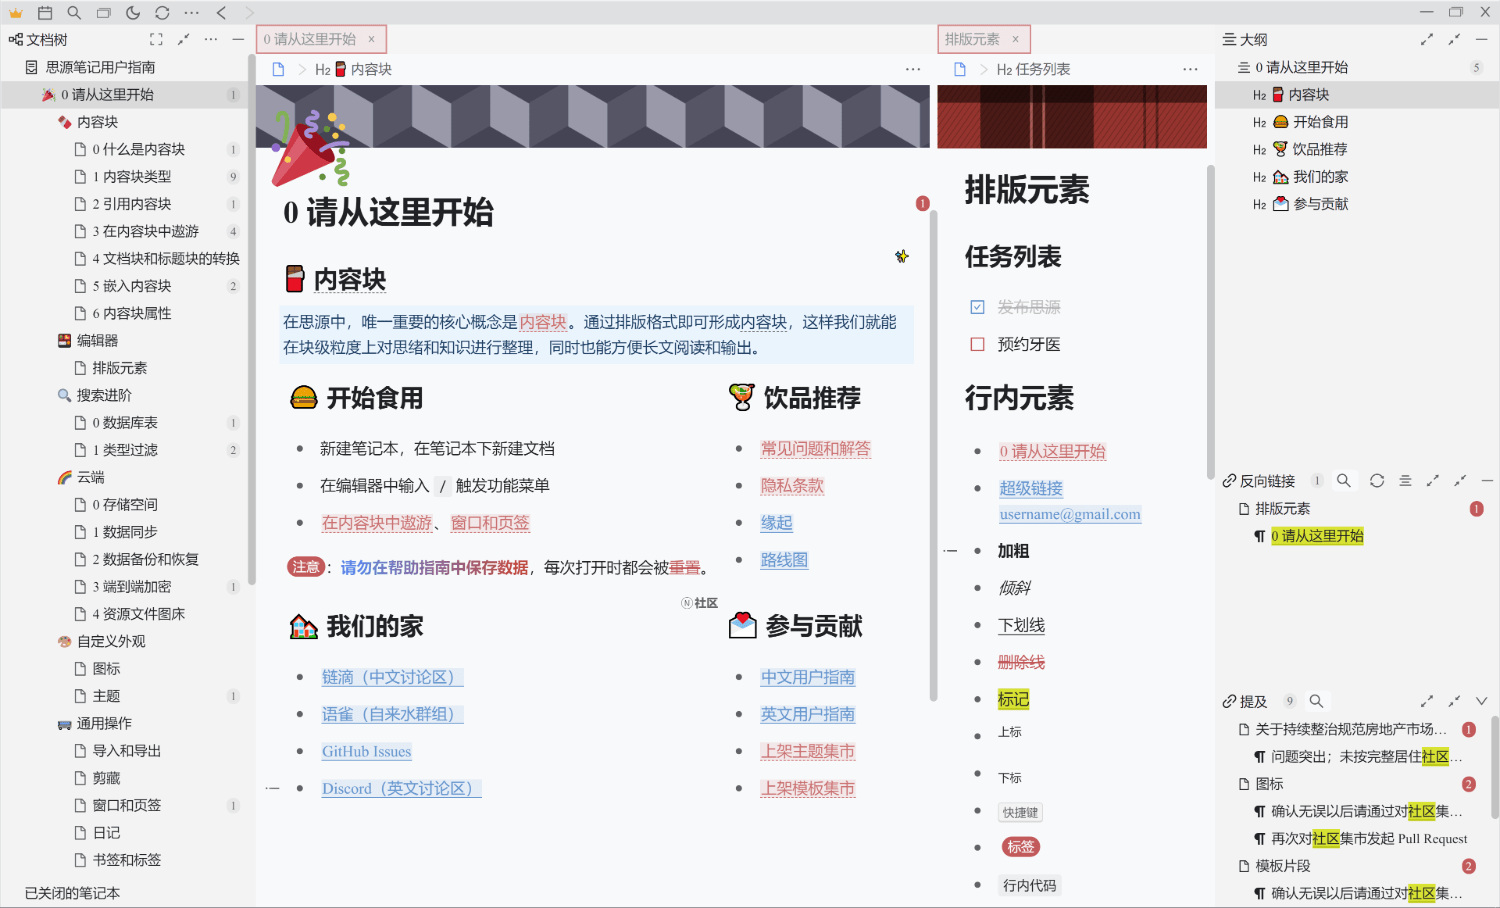 文档树
思源笔记用户指南
0 请从这里开始 1
内容块
0 什么是内容块 1
1 内容块类型 9
2 引用内容块 1
3 在内容块中遨游 4
4 文档块和标题块的转换
5 嵌入内容块 2
6 内容块属性
编辑器
排版元素
搜索进阶
0 数据库表 1
1 类型过滤 2
云端
0 存储空间
1 数据同步
2 数据备份和恢复
3 端到端加密 1
4 资源文件图床
自定义外观
图标
主题 1
通用操作
导入和导出
剪藏
窗口和页签 1
日记
书签和标签
已关闭的笔记本
0 请从这里开始 ×
H2 内容块
0 请从这里开始
1
内容块
在思源中，唯一重要的核心概念是内容块。通过排版格式即可形成内容块，这样我们就能
在块级粒度上对思绪和知识进行整理，同时也能方便长文阅读和输出。
开始食用
新建笔记本，在笔记本下新建文档
在编辑器中输入 / 触发功能菜单
在内容块中遨游、窗口和页签
注意：请勿在帮助指南中保存数据，每次打开时都会被重置。
N 社区
饮品推荐
常见问题和解答
隐私条款
缘起
路线图
我们的家
链滴（中文讨论区）
语雀（自来水群组）
GitHub Issues
Discord（英文讨论区）
参与贡献
中文用户指南
英文用户指南
上架主题集市
上架模板集市
排版元素 ×
H2 任务列表
排版元素
任务列表
发布思源
预约牙医
行内元素
0 请从这里开始
超级链接
username@gmail.com
加粗
倾斜
下划线
删除线
标记
上标
下标
快捷键
标签
行内代码
大纲
0 请从这里开始 5
H2 内容块
H2 开始食用
H2 饮品推荐
H2 我们的家
H2 参与贡献
反向链接 1
排版元素 1
0 请从这里开始
提及 9
关于持续整治规范房地产市场... 1
问题突出；未按完整居住社区...
图标 2
确认无误以后请通过对社区集...
再次对社区集市发起 Pull Request
模板片段 2
确认无误以后请通过对社区集...